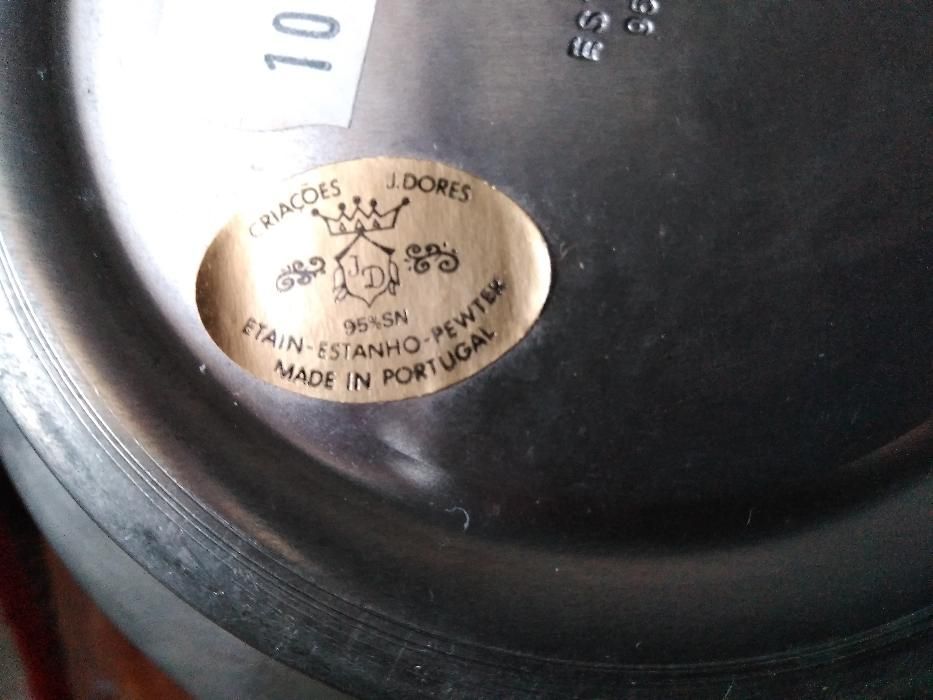 10
CRIAÇÕES J.DORES
JD
95%SN
ETAIN-ESTANHO-PEWTER
MADE IN PORTUGAL